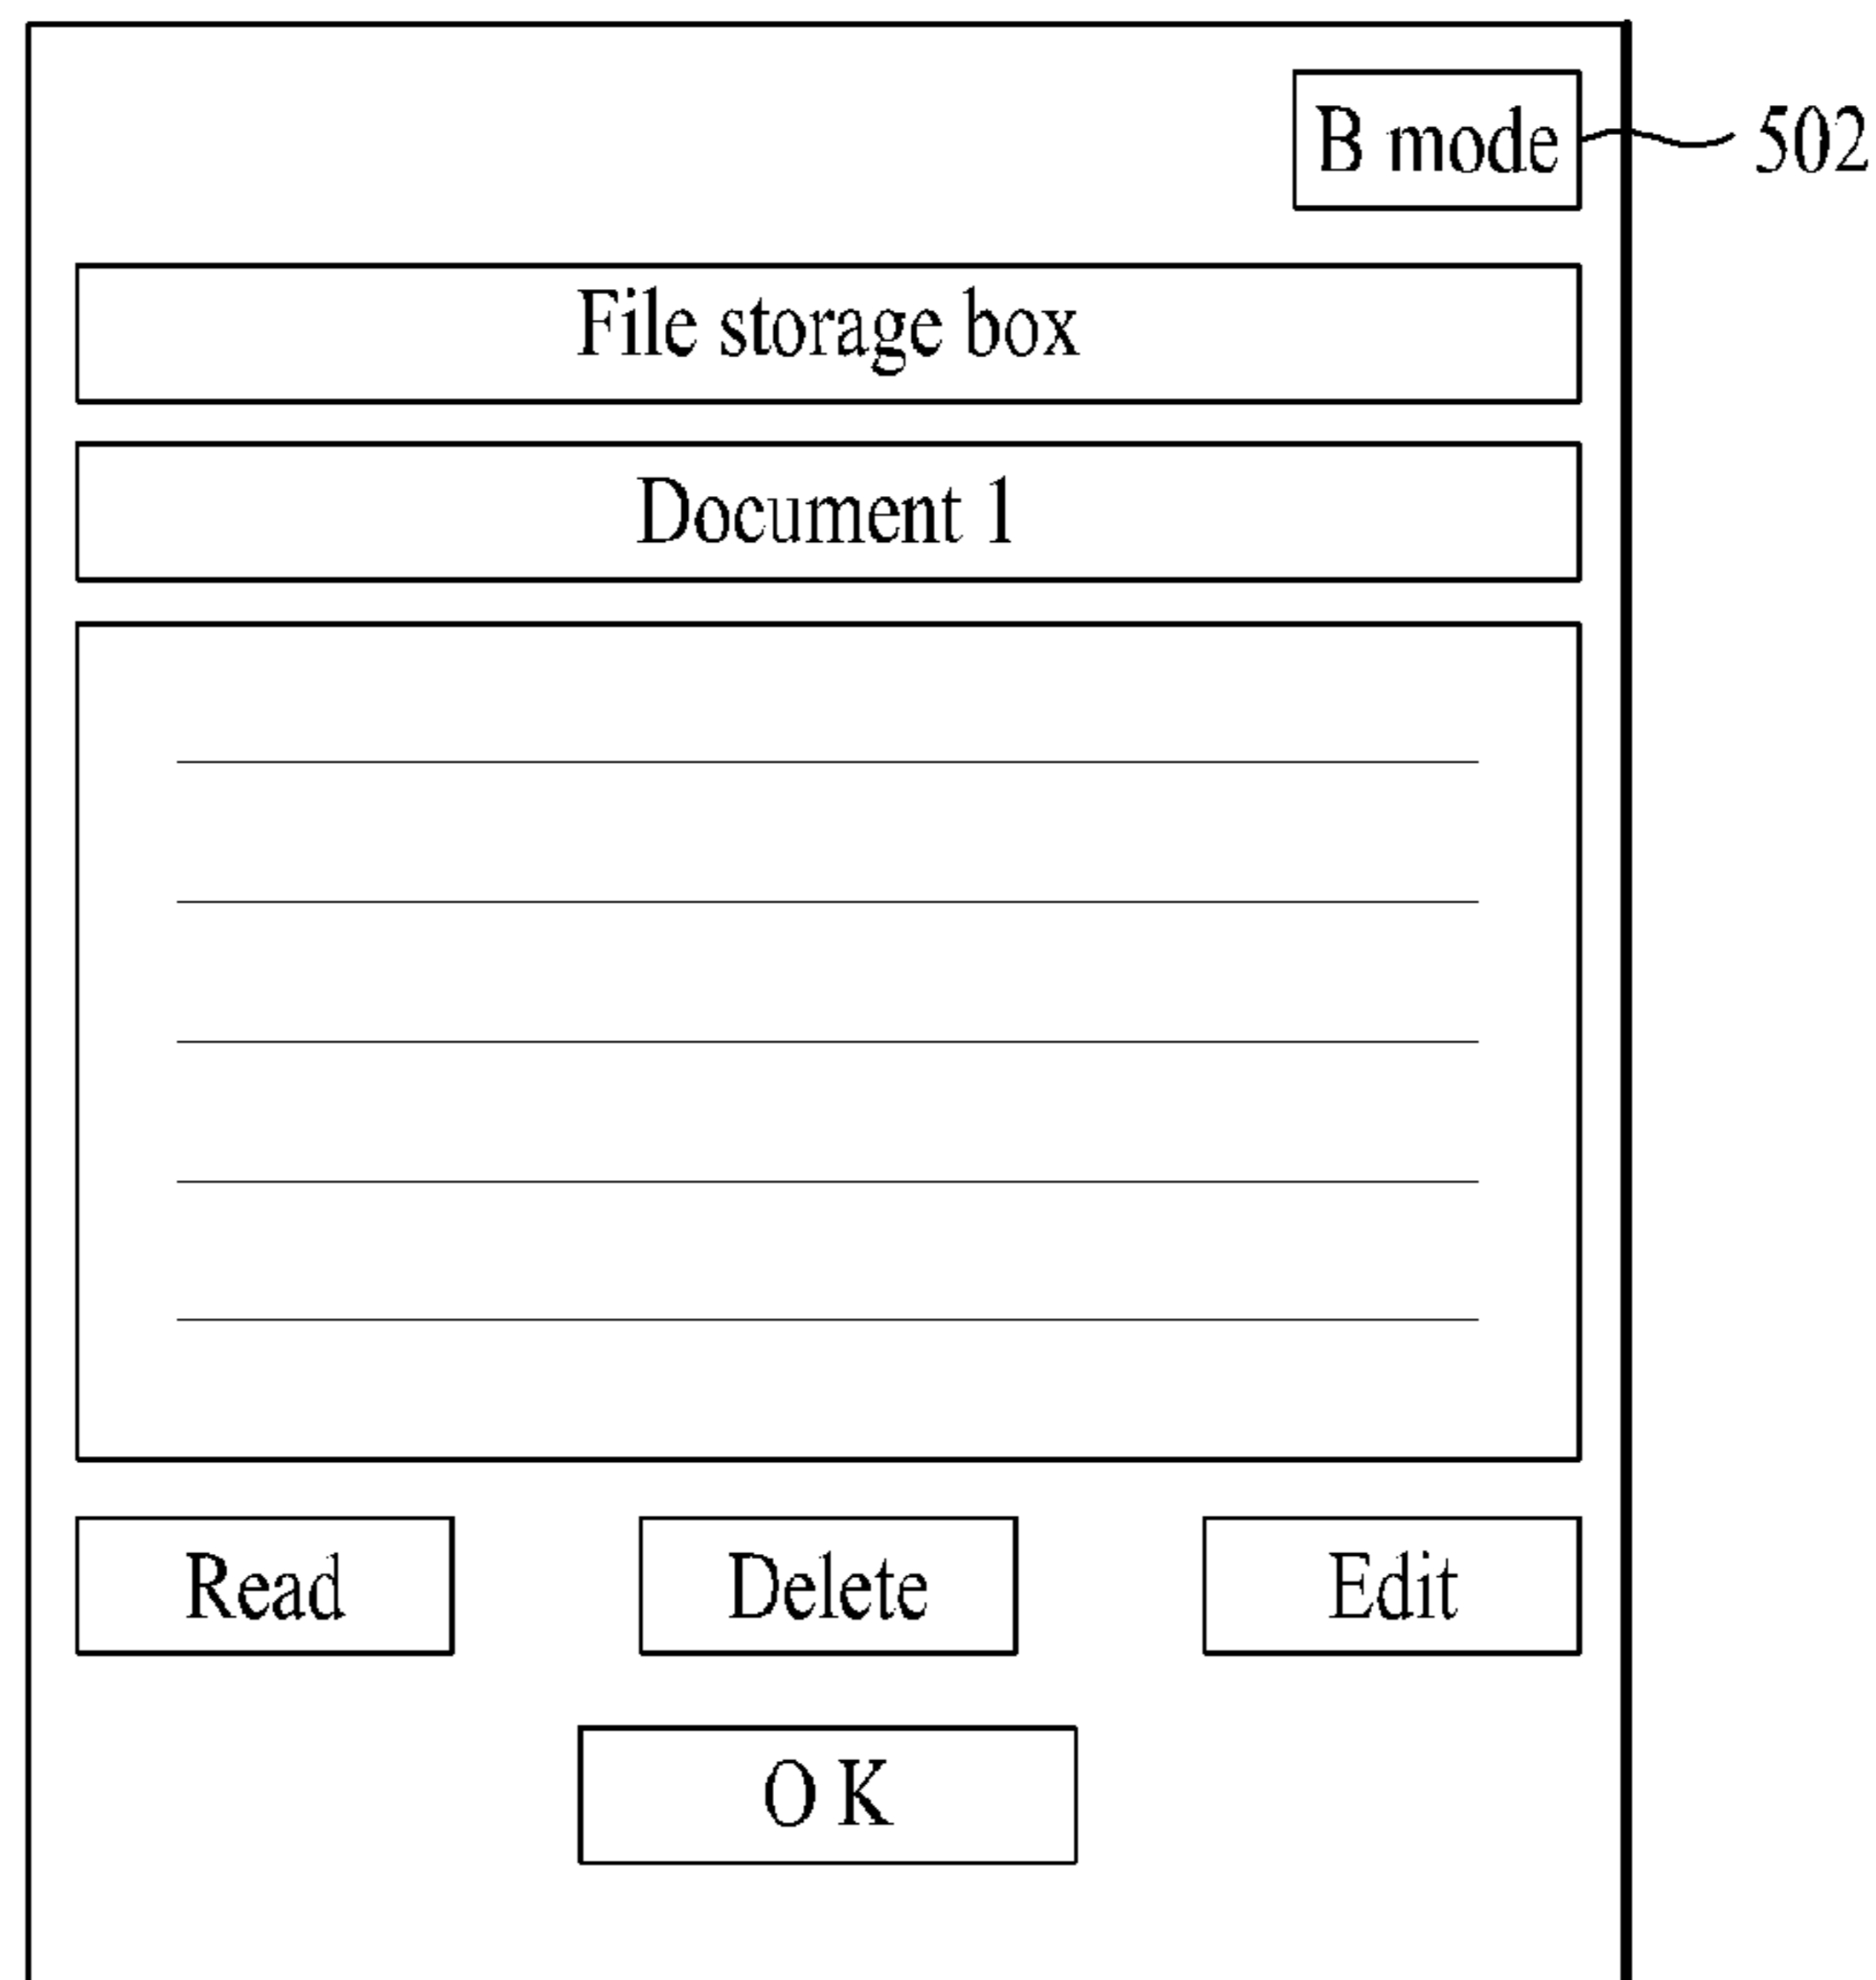 B mode 502
File storage box
Document 1
Read Delete Edit
O K